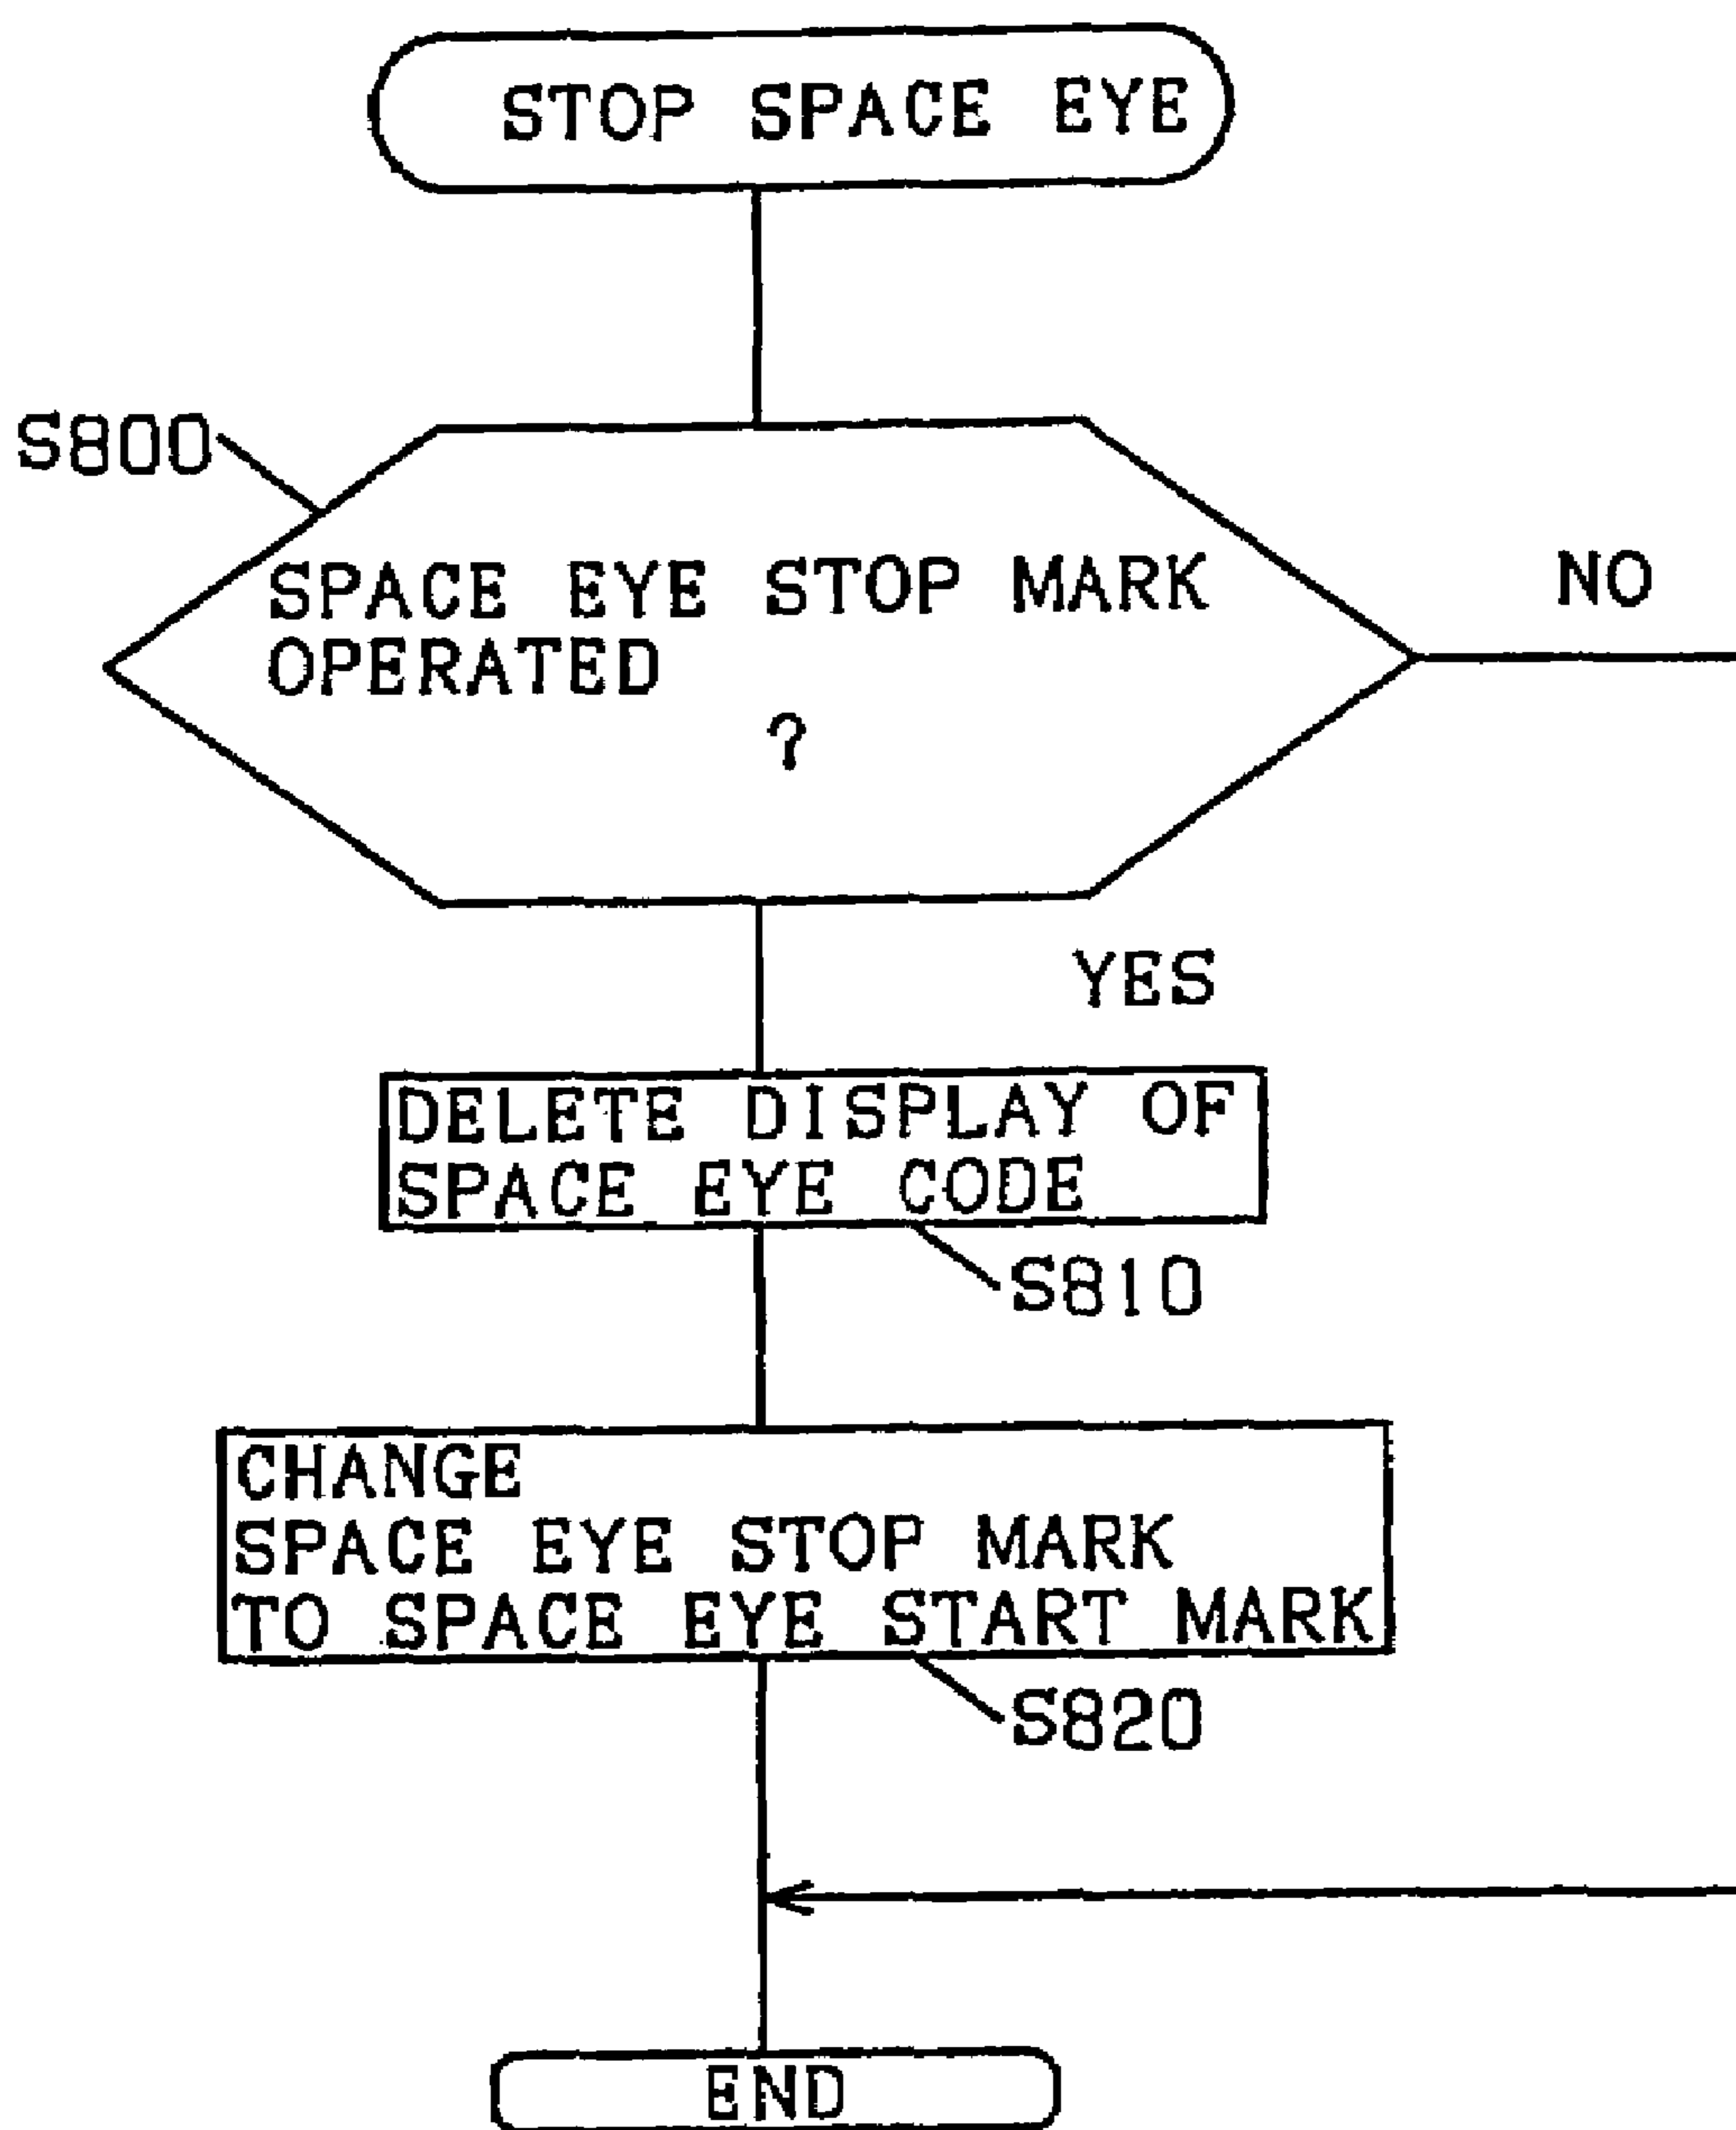 STOP SPACE EYE
S800
SPACE EYE STOP MARK
OPERATED
?
NO
YES
DELETE DISPLAY OF
SPACE EYE CODE
S810
CHANGE
SPACE EYE STOP MARK
TO SPACE EYE START MARK
S820
END